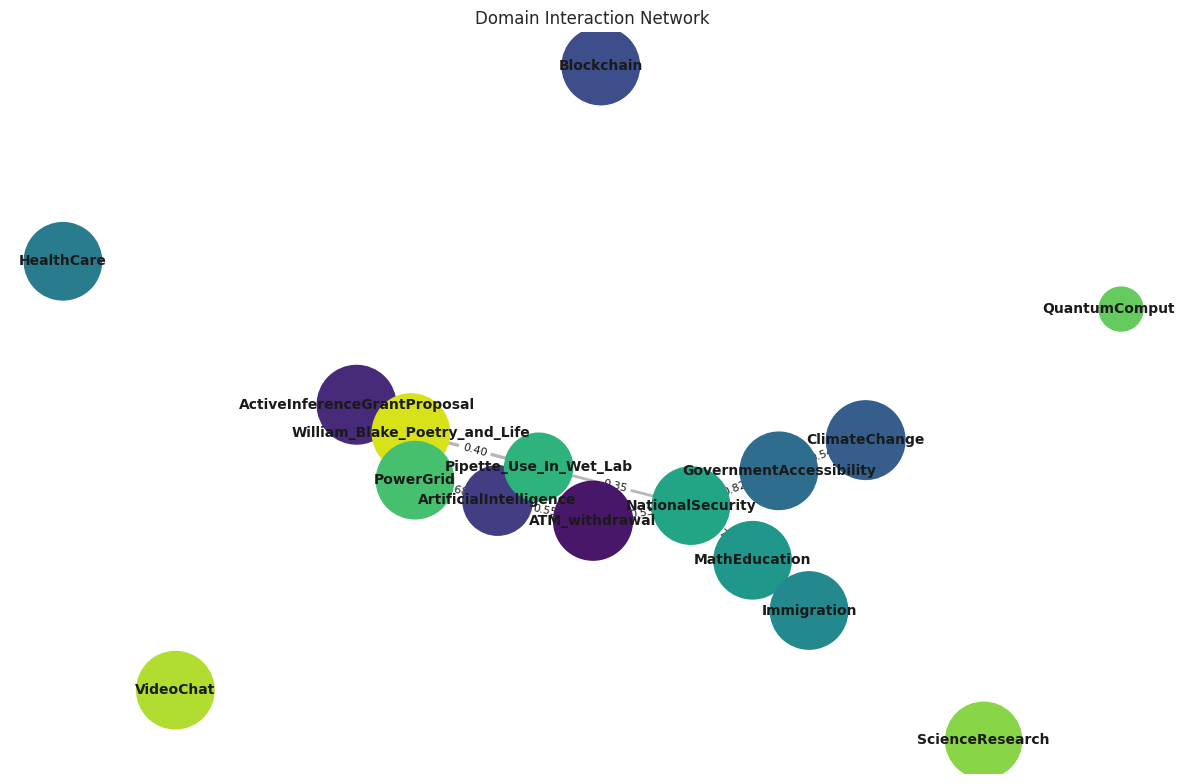 Domain Interaction Network
Blockchain
HealthCare
QuantumComput
ActiveInferenceGrantProposal
William_Blake_Poetry_and_Life
ClimateChange
0.40
Pipette_Use_In_Wet_Lab
GovernmentAccessibility
PowerGrid
0.35
ArtificialIntelligence
NationalSecurity
0.55
ATM_withdrawal
MathEducation
Immigration
VideoChat
ScienceResearch